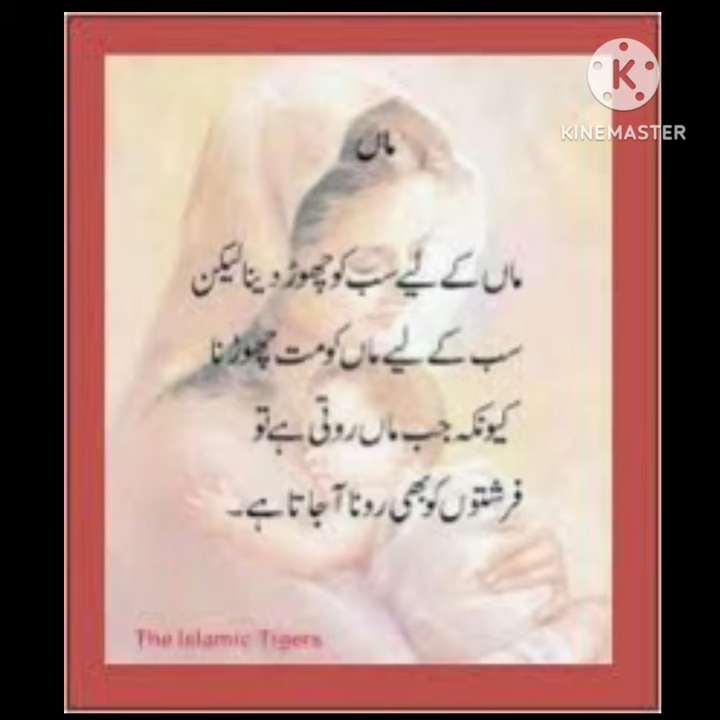 KINEMASTER
ماں
ماں کے لیے سب کو چھوڑ دینا لیکن
سب کے لیے ماں کو مت چھوڑنا
کیونکہ جب ماں روتی ہے تو
فرشتوں کو بھی رونا آ جاتا ہے۔
The Islamic Tigers